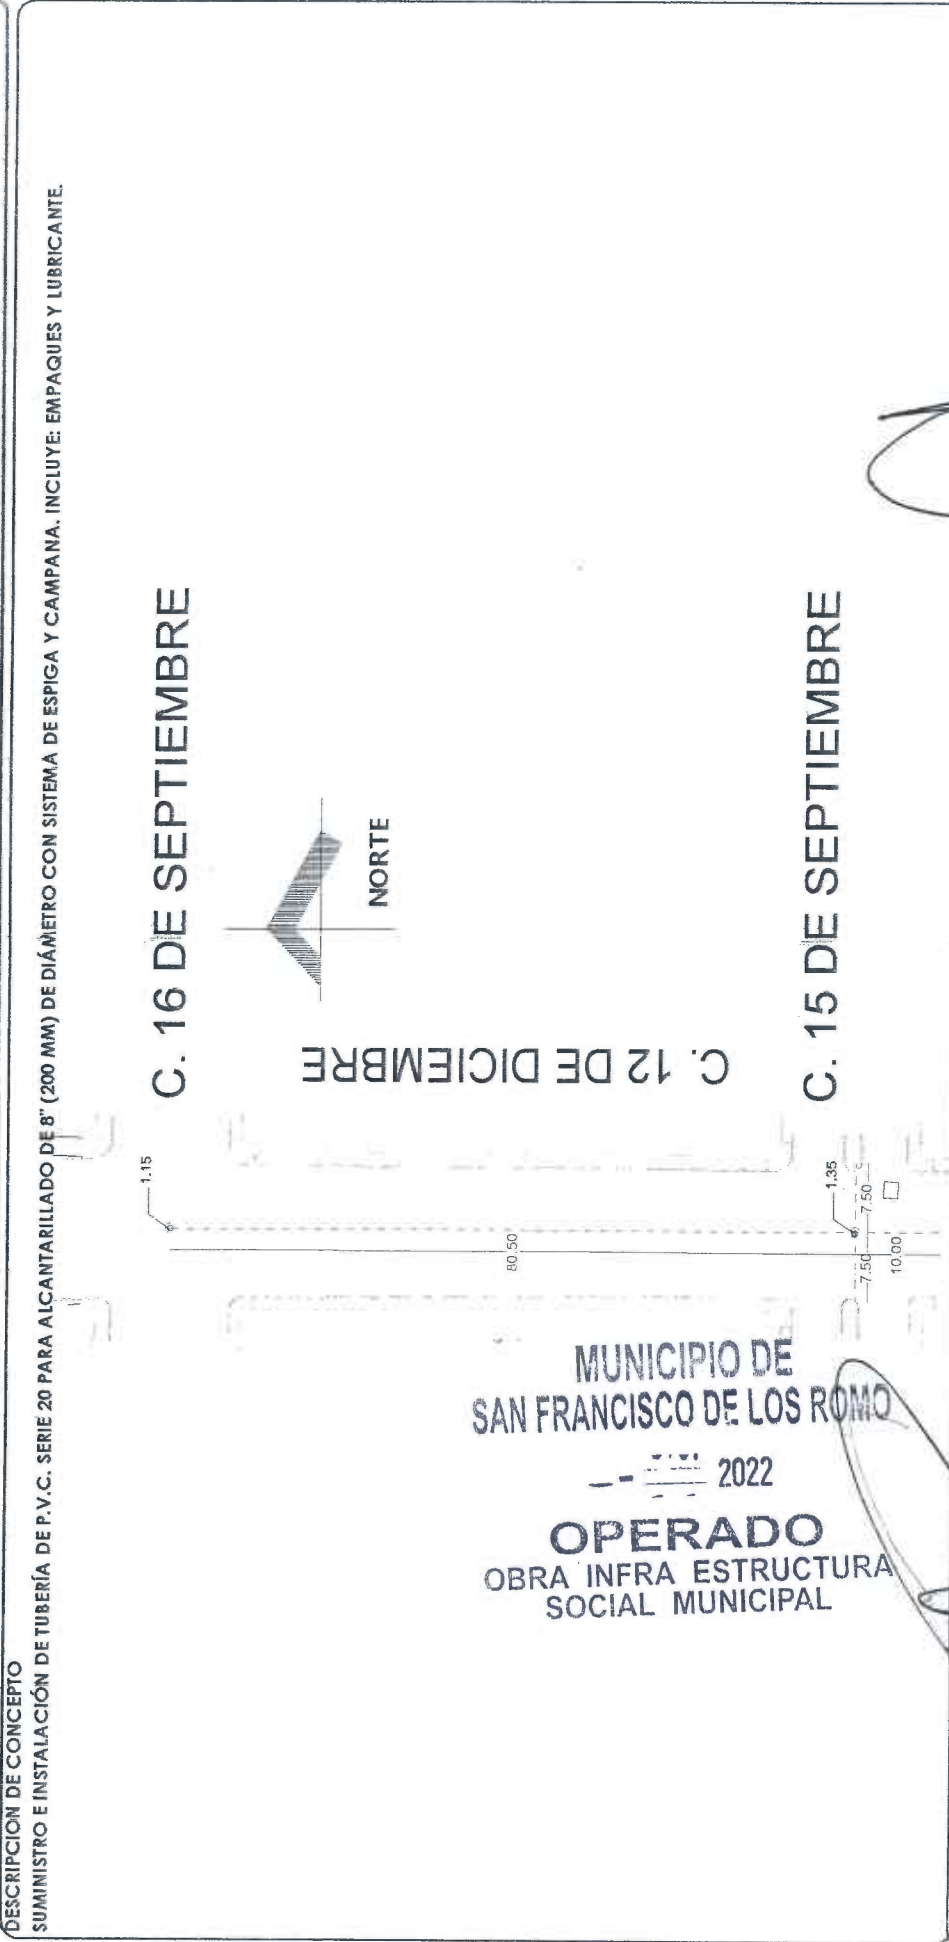 DESCRIPCION DE CONCEPTO
SUMINISTRO E INSTALACIÓN DE TUBERÍA DE P.V.C. SERIE 20 PARA ALCANTARILLADO DE 8" (200 MM) DE DIÁMETRO CON SISTEMA DE ESPIGA Y CAMPANA. INCLUYE: EMPAQUES Y LUBRICANTE.
C. 16 DE SEPTIEMBRE
NORTE
C. 12 DE DICIEMBRE
C. 15 DE SEPTIEMBRE
1.15
80.50
1.35
7.50
7.50
10.00
MUNICIPIO DE
SAN FRANCISCO DE LOS ROMO
2022
OPERADO
OBRA INFRA ESTRUCTURA
SOCIAL MUNICIPAL